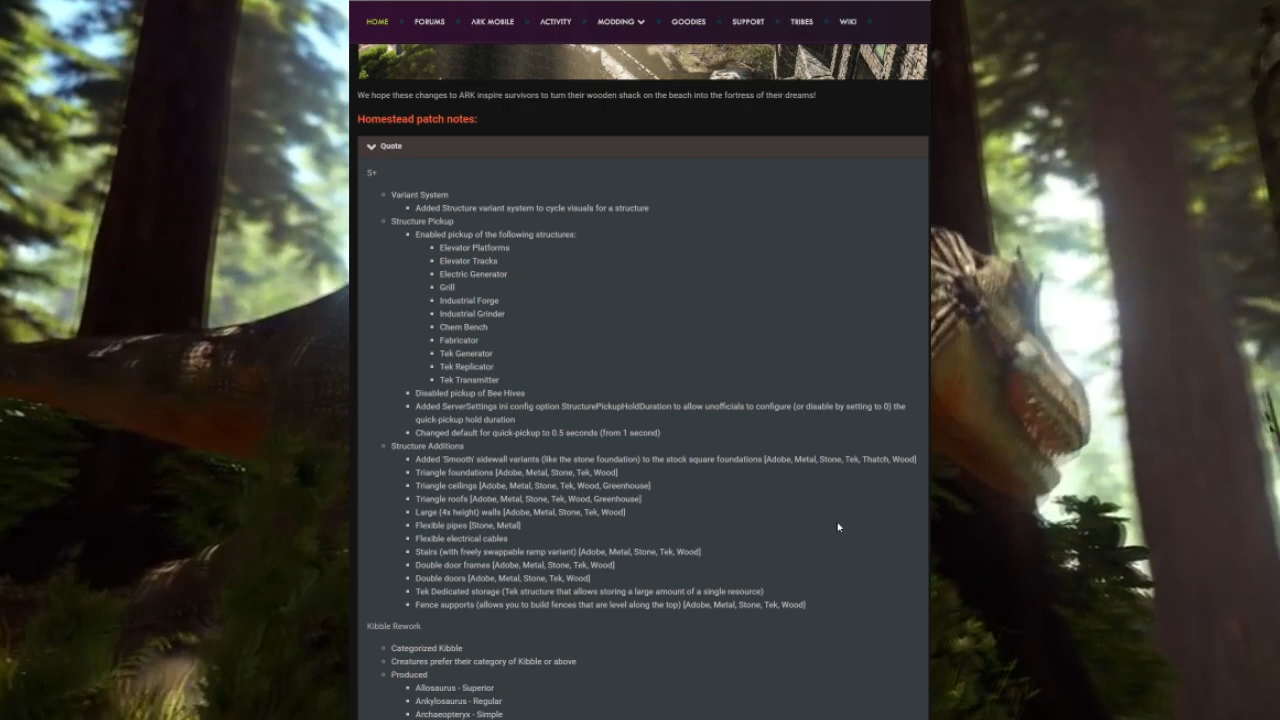 HOME FORUMS ARK MOBILE ACTIVITY MODDING GOODIES SUPPORT TRIBES WIKI
We hope these changes to ARK inspire survivors to turn their wooden shack on the beach into the fortress of their dreams!
Homestead patch notes:
Quote
S+
Variant System
Added Structure variant system to cycle visuals for a structure
Structure Pickup
Enabled pickup of the following structures:
Elevator Platforms
Elevator Tracks
Electric Generator
Grill
Industrial Forge
Industrial Grinder
Chem Bench
Fabricator
Tek Generator
Tek Replicator
Tek Transmitter
Disabled pickup of Bee Hives
Added ServerSettings ini config option StructurePickupHoldDuration to allow unofficials to configure (or disable by setting to 0) the
quick-pickup hold duration
Changed default for quick-pickup to 0.5 seconds (from 1 second)
Structure Additions
Added 'Smooth' sidewall variants (like the stone foundation) to the stock square foundations [Adobe, Metal, Stone, Tek, Thatch, Wood]
Triangle foundations [Adobe, Metal, Stone, Tek, Wood]
Triangle ceilings [Adobe, Metal, Stone, Tek, Wood, Greenhouse]
Triangle roofs [Adobe, Metal, Stone, Tek, Wood, Greenhouse]
Large (4x height) walls [Adobe, Metal, Stone, Tek, Wood]
Flexible pipes [Stone, Metal]
Flexible electrical cables
Stairs (with freely swappable ramp variant) [Adobe, Metal, Stone, Tek, Wood]
Double door frames [Adobe, Metal, Stone, Tek, Wood]
Double doors [Adobe, Metal, Stone, Tek, Wood]
Tek Dedicated storage (Tek structure that allows storing a large amount of a single resource)
Fence supports (allows you to build fences that are level along the top) [Adobe, Metal, Stone, Tek, Wood]
Kibble Rework
Categorized Kibble
Creatures prefer their category of Kibble or above
Produced
Allosaurus - Superior
Ankylosaurus - Regular
Archaeopteryx - Simple